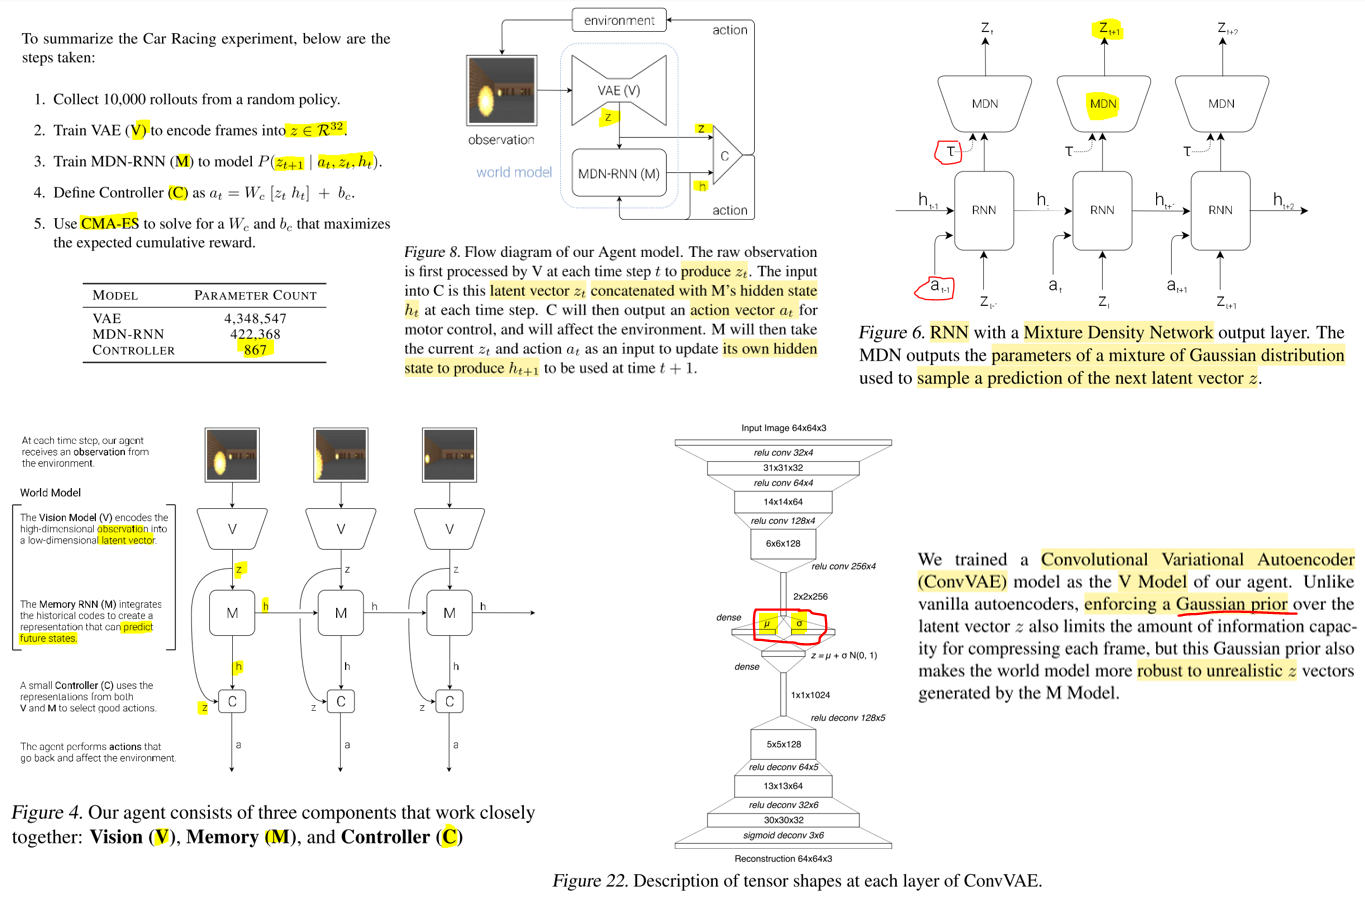 To summarize the Car Racing experiment, below are the
steps taken:
1. Collect 10,000 rollouts from a random policy.
2. Train VAE (V) to encode frames into z ∈ R³².
3. Train MDN-RNN (M) to model P(z_{t+1} | a_t, z_t, h_t).
4. Define Controller (C) as a_t = W_c [z_t h_t] + b_c.
5. Use CMA-ES to solve for a W_c and b_c that maximizes
the expected cumulative reward.
MODEL PARAMETER COUNT
VAE 4,348,547
MDN-RNN 422,368
CONTROLLER 867
environment
action
observation
VAE (V)
z
z
C
world model
MDN-RNN (M)
h
action
Figure 8. Flow diagram of our Agent model. The raw observation
is first processed by V at each time step t to produce z_t. The input
into C is this latent vector z_t concatenated with M's hidden state
h_t at each time step. C will then output an action vector a_t for
motor control, and will affect the environment. M will then take
the current z_t and action a_t as an input to update its own hidden
state to produce h_{t+1} to be used at time t + 1.
z_t z_{t+1} z_{t+2}
MDN MDN MDN
τ τ τ
h_{t-1} RNN h_t RNN h_{t+1} RNN h_{t+2}
a_{t-1} a_t a_{t+1}
z_{t-1} z_t z_{t+1}
Figure 6. RNN with a Mixture Density Network output layer. The
MDN outputs the parameters of a mixture of Gaussian distribution
used to sample a prediction of the next latent vector z.
At each time step, our agent
receives an observation from
the environment.
World Model
The Vision Model (V) encodes the
high-dimensional observation into
a low-dimensional latent vector.
The Memory RNN (M) integrates
the historical codes to create a
representation that can predict
future states.
A small Controller (C) uses the
representations from both
V and M to select good actions.
The agent performs actions that
go back and affect the environment.
V V V
z z z
M h M h M h
h h h
z C z C z C
a a a
Figure 4. Our agent consists of three components that work closely
together: Vision (V), Memory (M), and Controller (C)
Input Image 64x64x3
relu conv 32x4
31x31x32
relu conv 64x4
14x14x64
relu conv 128x4
6x6x128
relu conv 256x4
2x2x256
dense
μ σ
z = μ + σ N(0, 1)
dense
1x1x1024
relu deconv 128x5
5x5x128
relu deconv 64x5
13x13x64
relu deconv 32x6
30x30x32
sigmoid deconv 3x6
Reconstruction 64x64x3
Figure 22. Description of tensor shapes at each layer of ConvVAE.
We trained a Convolutional Variational Autoencoder
(ConvVAE) model as the V Model of our agent. Unlike
vanilla autoencoders, enforcing a Gaussian prior over the
latent vector z also limits the amount of information capac-
ity for compressing each frame, but this Gaussian prior also
makes the world model more robust to unrealistic z vectors
generated by the M Model.